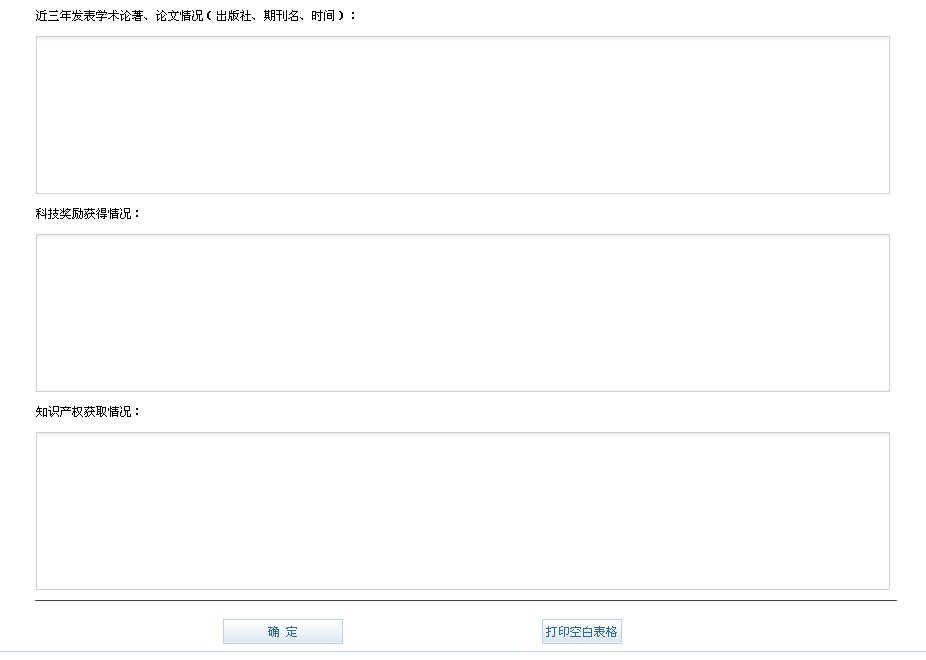 近三年发表学术论著、论文情况（出版社、期刊名、时间）：
科技奖励获得情况：
知识产权获取情况：
确 定
打印空白表格